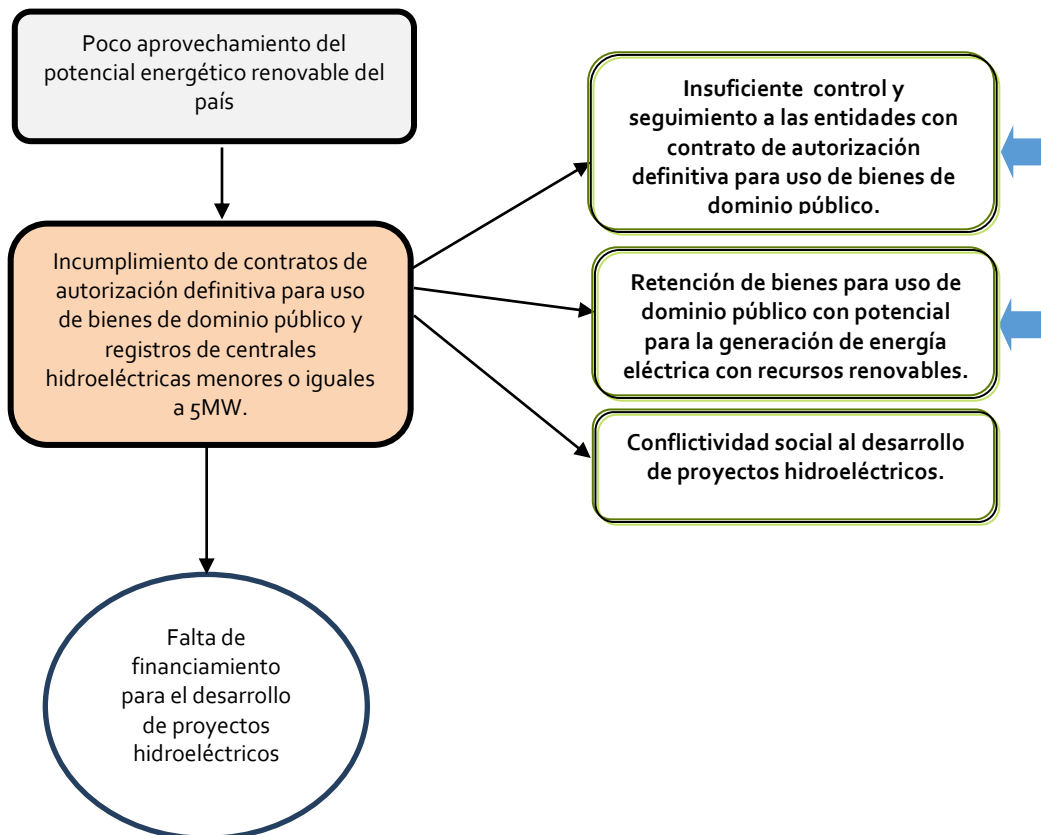 Poco aprovechamiento del
potencial energético renovable del
país
Incumplimiento de contratos de
autorización definitiva para uso
de bienes de dominio público y
registros de centrales
hidroeléctricas menores o iguales
a 5MW.
Falta de
financiamiento
para el desarrollo
de proyectos
hidroeléctricos
Insuficiente control y
seguimiento a las entidades con
contrato de autorización
definitiva para uso de bienes de
dominio público.
Retención de bienes para uso de
dominio público con potencial
para la generación de energía
eléctrica con recursos renovables.
Conflictividad social al desarrollo
de proyectos hidroeléctricos.